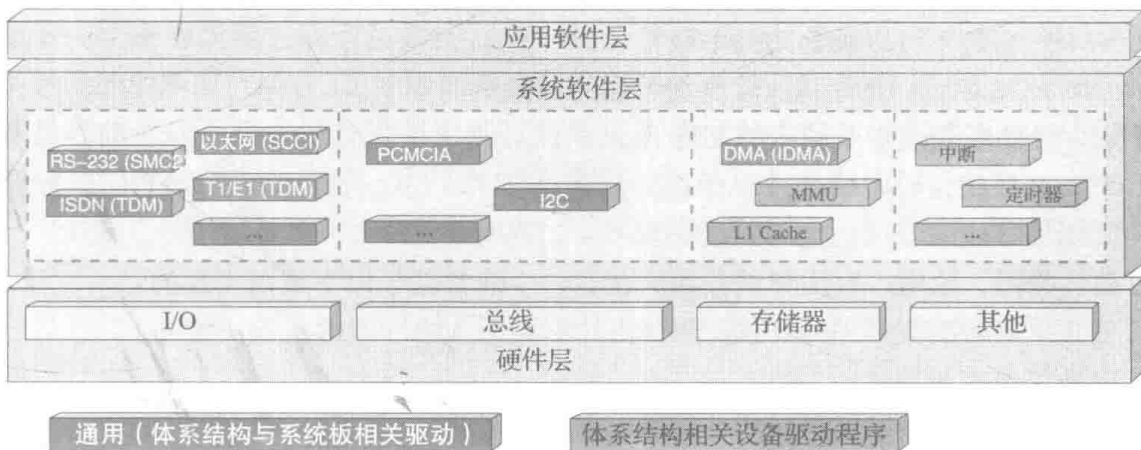 应用软件层
系统软件层
RS-232 (SMC2
以太网 (SCCI)
ISDN (TDM)
T1/E1 (TDM)
...
PCMCIA
I2C
...
DMA (IDMA)
MMU
L1 Cache
中断
定时器
...
I/O
总线
存储器
其他
硬件层
通用（体系结构与系统板相关驱动）
体系结构相关设备驱动程序